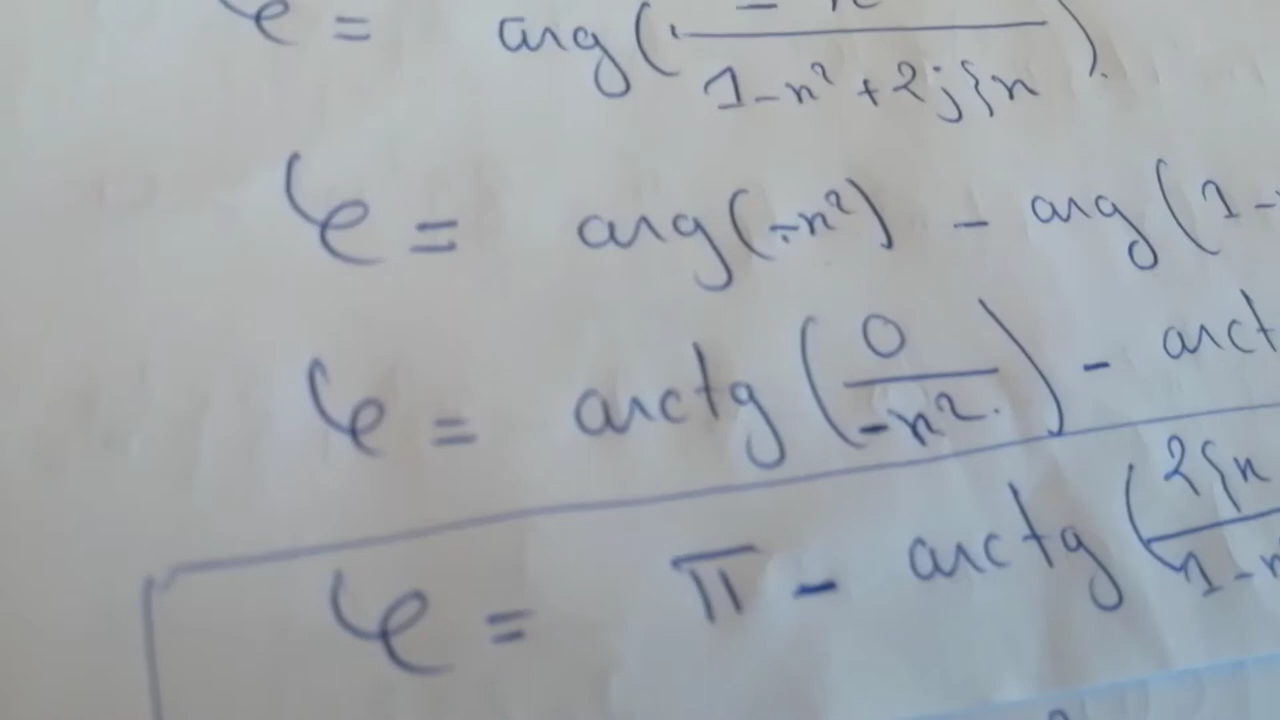 φ = arg( -n
1-n² + 2jξn ).
φ = arg(-n²) - arg(1-
φ = arctg ( 0 / -n² ) - arct
φ = π - arctg ( 2ξn / 1-n